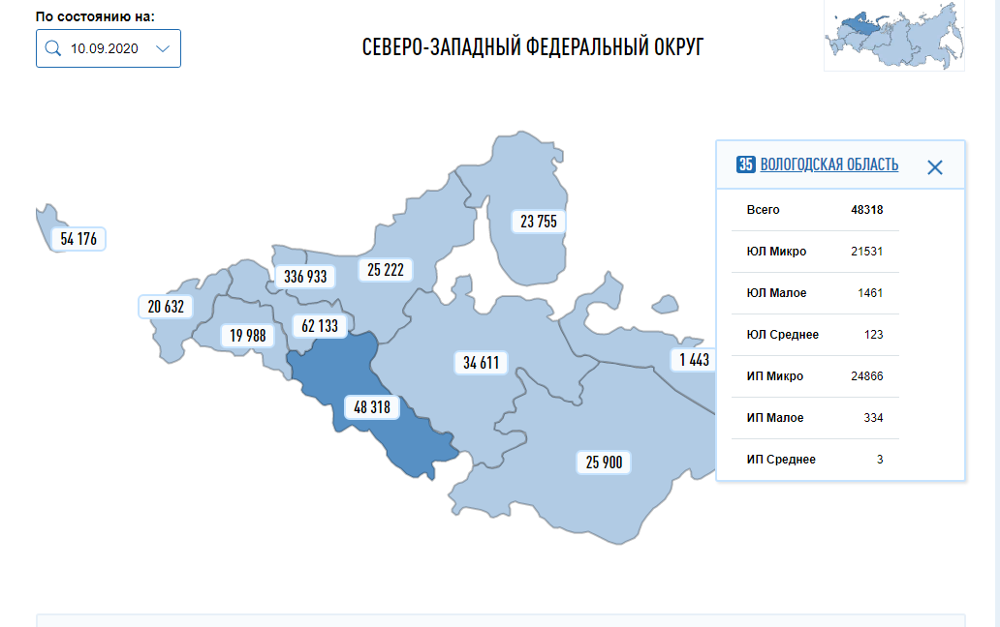 По состоянию на:
10.09.2020
СЕВЕРО-ЗАПАДНЫЙ ФЕДЕРАЛЬНЫЙ ОКРУГ
35 ВОЛОГОДСКАЯ ОБЛАСТЬ
Всего 48318
ЮЛ Микро 21531
ЮЛ Малое 1461
ЮЛ Среднее 123
ИП Микро 24866
ИП Малое 334
ИП Среднее 3
23 755
54 176
25 222
336 933
20 632
62 133
19 988
34 611
1 443
48 318
25 900